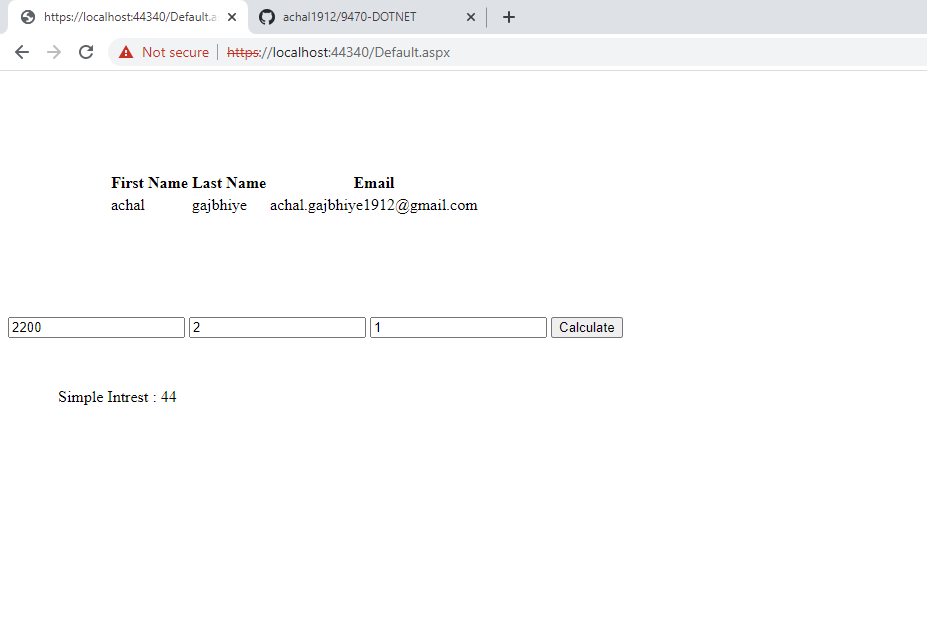 https://localhost:44340/Default.a
achal1912/9470-DOTNET
Not secure
https://localhost:44340/Default.aspx
First Name Last Name Email
achal gajbhiye achal.gajbhiye1912@gmail.com
2200 2 1 Calculate
Simple Intrest : 44